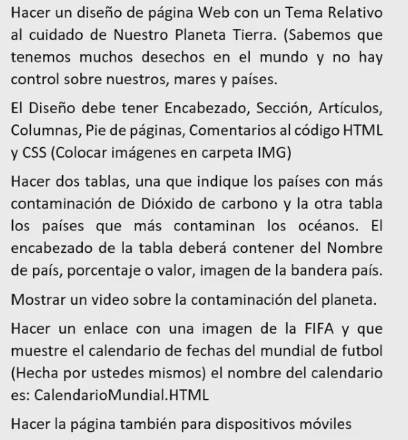 Hacer un diseño de página Web con un Tema Relativo
al cuidado de Nuestro Planeta Tierra. (Sabemos que
tenemos muchos desechos en el mundo y no hay
control sobre nuestros, mares y países.
El Diseño debe tener Encabezado, Sección, Artículos,
Columnas, Pie de páginas, Comentarios al código HTML
y CSS (Colocar imágenes en carpeta IMG)
Hacer dos tablas, una que indique los países con más
contaminación de Dióxido de carbono y la otra tabla
los países que más contaminan los océanos. El
encabezado de la tabla deberá contener del Nombre
de país, porcentaje o valor, imagen de la bandera país.
Mostrar un video sobre la contaminación del planeta.
Hacer un enlace con una imagen de la FIFA y que
muestre el calendario de fechas del mundial de futbol
(Hecha por ustedes mismos) el nombre del calendario
es: CalendarioMundial.HTML
Hacer la página también para dispositivos móviles